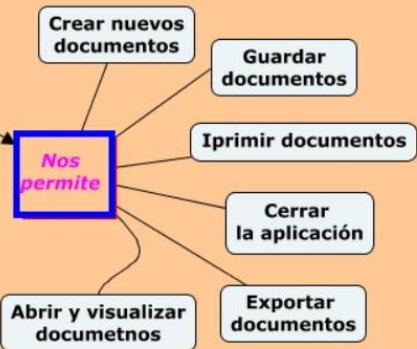 Crear nuevos
documentos
Guardar
documentos
Iprimir documentos
Nos
permite
Cerrar
la aplicación
Exportar
documentos
Abrir y visualizar
documetnos